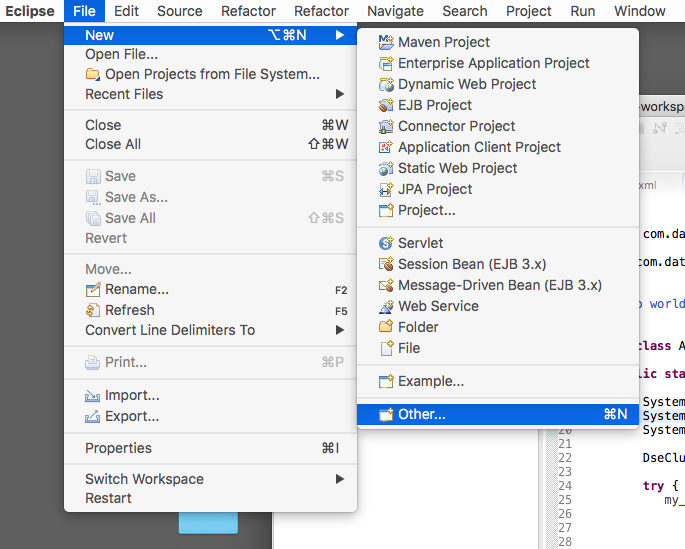 Eclipse File Edit Source Refactor Refactor Navigate Search Project Run Window
New ⌥⌘N ▶
Open File...
Open Projects from File System...
Recent Files ▶
Close ⌘W
Close All ⇧⌘W
Save ⌘S
Save As...
Save All ⇧⌘S
Revert
Move...
Rename... F2
Refresh F5
Convert Line Delimiters To ▶
Print... ⌘P
Import...
Export...
Properties ⌘I
Switch Workspace ▶
Restart
Maven Project
Enterprise Application Project
Dynamic Web Project
EJB Project
Connector Project
Application Client Project
Static Web Project
JPA Project
Project...
Servlet
Session Bean (EJB 3.x)
Message-Driven Bean (EJB 3.x)
Web Service
Folder
File
Example...
Other... ⌘N
xml
com.dat
com.dat
world
class A
System
System
20 System
21
22 DseClu
23
24 try {
25 my_
26
27
28